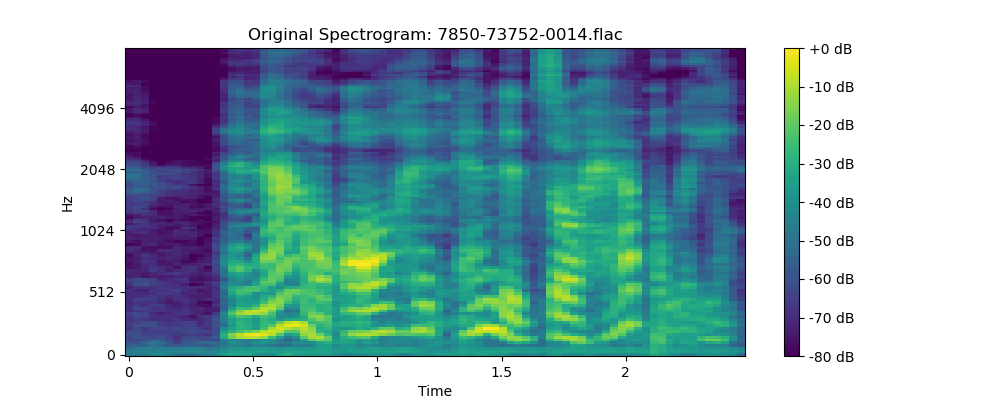 Original Spectrogram: 7850-73752-0014.flac
Hz
4096
2048
1024
512
0
0 0.5 1 1.5 2
Time
+0 dB
-10 dB
-20 dB
-30 dB
-40 dB
-50 dB
-60 dB
-70 dB
-80 dB